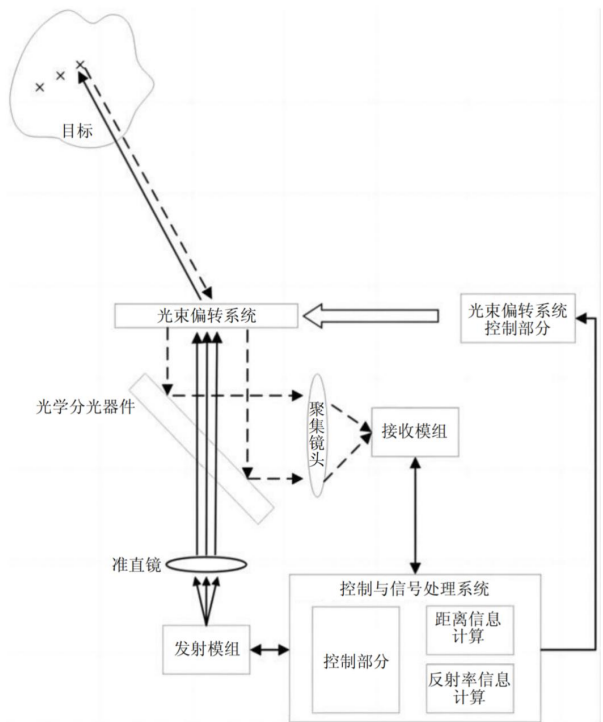 目标
光束偏转系统
光束偏转系统
控制部分
光学分光器件
聚集镜头
接收模组
准直镜
控制与信号处理系统
发射模组
控制部分
距离信息
计算
反射率信息
计算